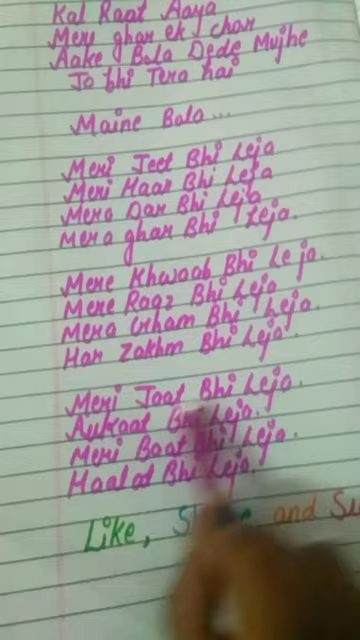 Kal Raat Aaya
Mere ghar ek chor
Aake Bola Dede Mujhe
Jo bhi Tera hai
Maine Bola...
Meri Jeet Bhi Leja
Meri Haar Bhi Leja
Mera Dar Bhi Leja
Mera ghar Bhi Leja.
Mere Khwaab Bhi Leja.
Mere Raaz Bhi Leja
Mera Gham Bhi Leja.
Har Zakhm Bhi Leja.
Meri Jaat Bhi Leja.
Aukaat Bhi Leja.
Meri Baat Bhi Leja.
Haalat Bhi Leja.
Like, and